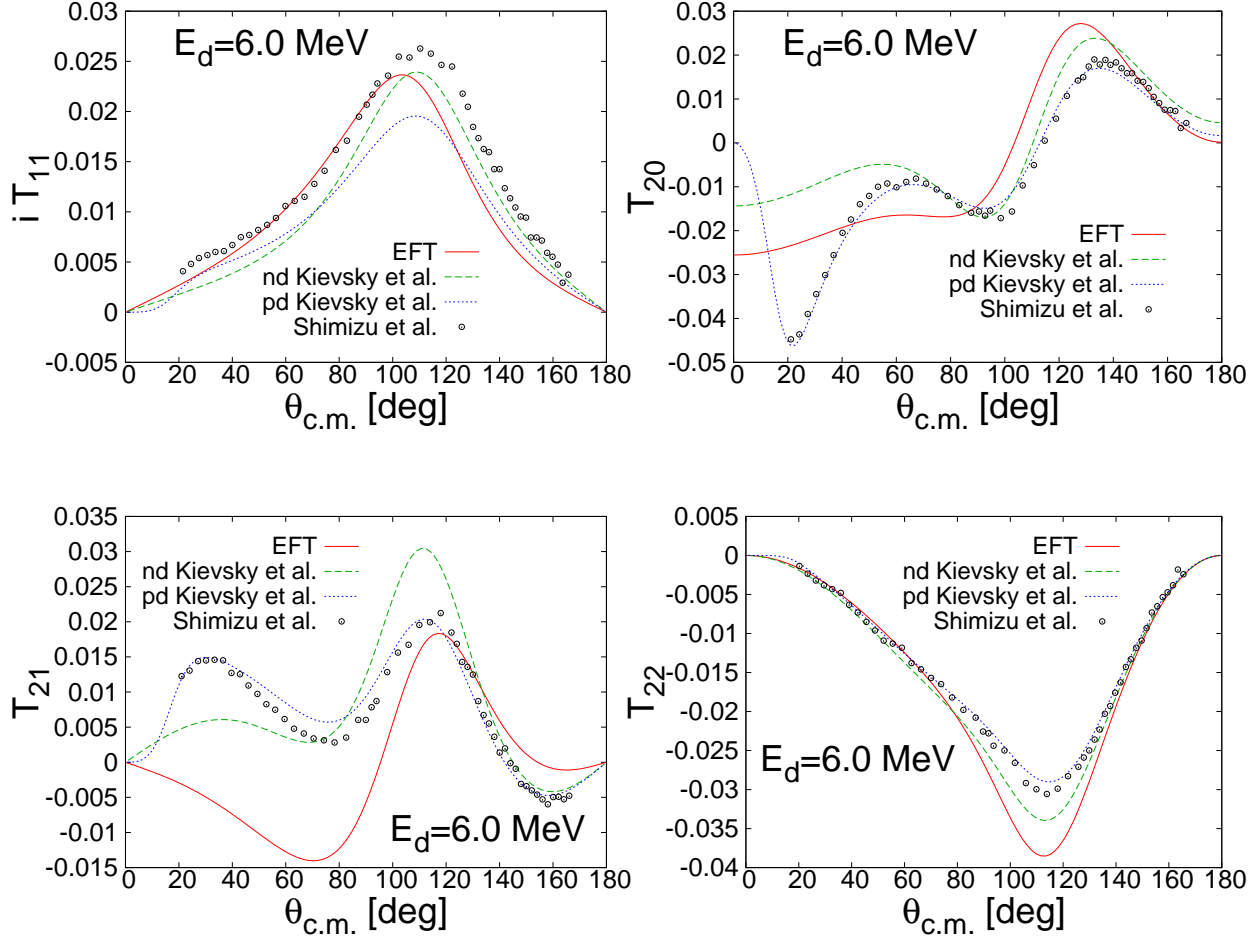 E_d=6.0 MeV
i T_11
0.03
0.025
0.02
0.015
0.01
0.005
0
-0.005
EFT
nd Kievsky et al.
pd Kievsky et al.
Shimizu et al.
0 20 40 60 80 100 120 140 160 180
θ_c.m. [deg]
E_d=6.0 MeV
T_20
0.03
0.02
0.01
0
-0.01
-0.02
-0.03
-0.04
-0.05
EFT
nd Kievsky et al.
pd Kievsky et al.
Shimizu et al.
0 20 40 60 80 100 120 140 160 180
θ_c.m. [deg]
T_21
0.035
0.03
0.025
0.02
0.015
0.01
0.005
0
-0.005
-0.01
-0.015
EFT
nd Kievsky et al.
pd Kievsky et al.
Shimizu et al.
E_d=6.0 MeV
0 20 40 60 80 100 120 140 160 180
θ_c.m. [deg]
T_22
0.005
0
-0.005
-0.01
-0.015
-0.02
-0.025
-0.03
-0.035
-0.04
EFT
nd Kievsky et al.
pd Kievsky et al.
Shimizu et al.
E_d=6.0 MeV
0 20 40 60 80 100 120 140 160 180
θ_c.m. [deg]